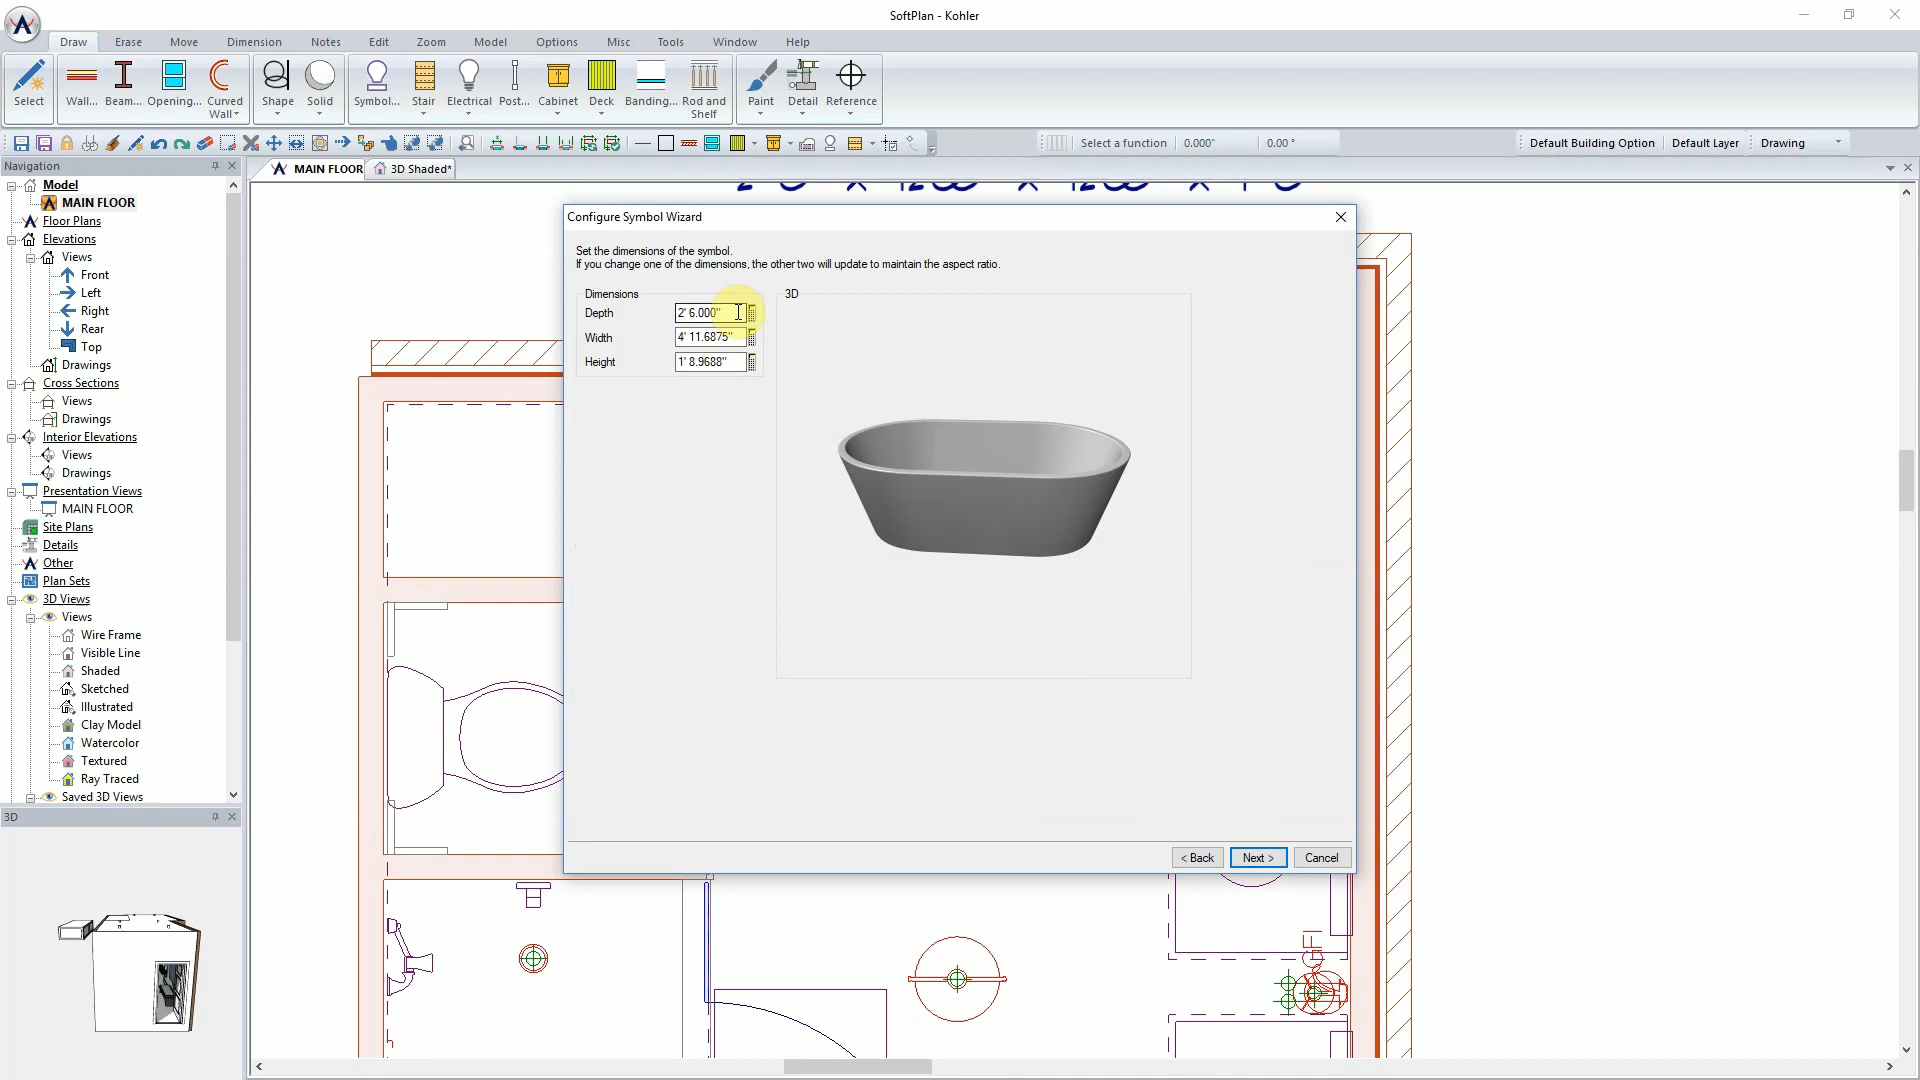 SoftPlan - Kohler
Draw Erase Move Dimension Notes Edit Zoom Model Options Misc Tools Window Help
Select Wall... Beam... Opening... Curved Wall Shape Solid Symbol... Stair Electrical Post... Cabinet Deck Banding... Rod and Shelf Paint Detail Reference
Select a function 0.000" 0.00 ° Default Building Option Default Layer Drawing
Navigation
MAIN FLOOR 3D Shaded*
Model
MAIN FLOOR
Floor Plans
Elevations
Views
Front
Left
Right
Rear
Top
Drawings
Cross Sections
Views
Drawings
Interior Elevations
Views
Drawings
Presentation Views
MAIN FLOOR
Site Plans
Details
Other
Plan Sets
3D Views
Views
Wire Frame
Visible Line
Shaded
Sketched
Illustrated
Clay Model
Watercolor
Textured
Ray Traced
Saved 3D Views
3D
Configure Symbol Wizard
Set the dimensions of the symbol.
If you change one of the dimensions, the other two will update to maintain the aspect ratio.
Dimensions
Depth 2' 6.000"
Width 4' 11.6875"
Height 1' 8.9688"
3D
< Back Next > Cancel